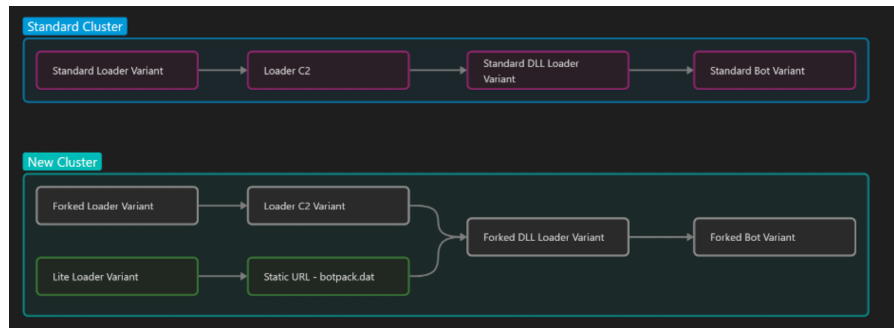 Standard Cluster
Standard Loader Variant
Loader C2
Standard DLL Loader
Variant
Standard Bot Variant
New Cluster
Forked Loader Variant
Loader C2 Variant
Forked DLL Loader Variant
Forked Bot Variant
Lite Loader Variant
Static URL - botpack.dat